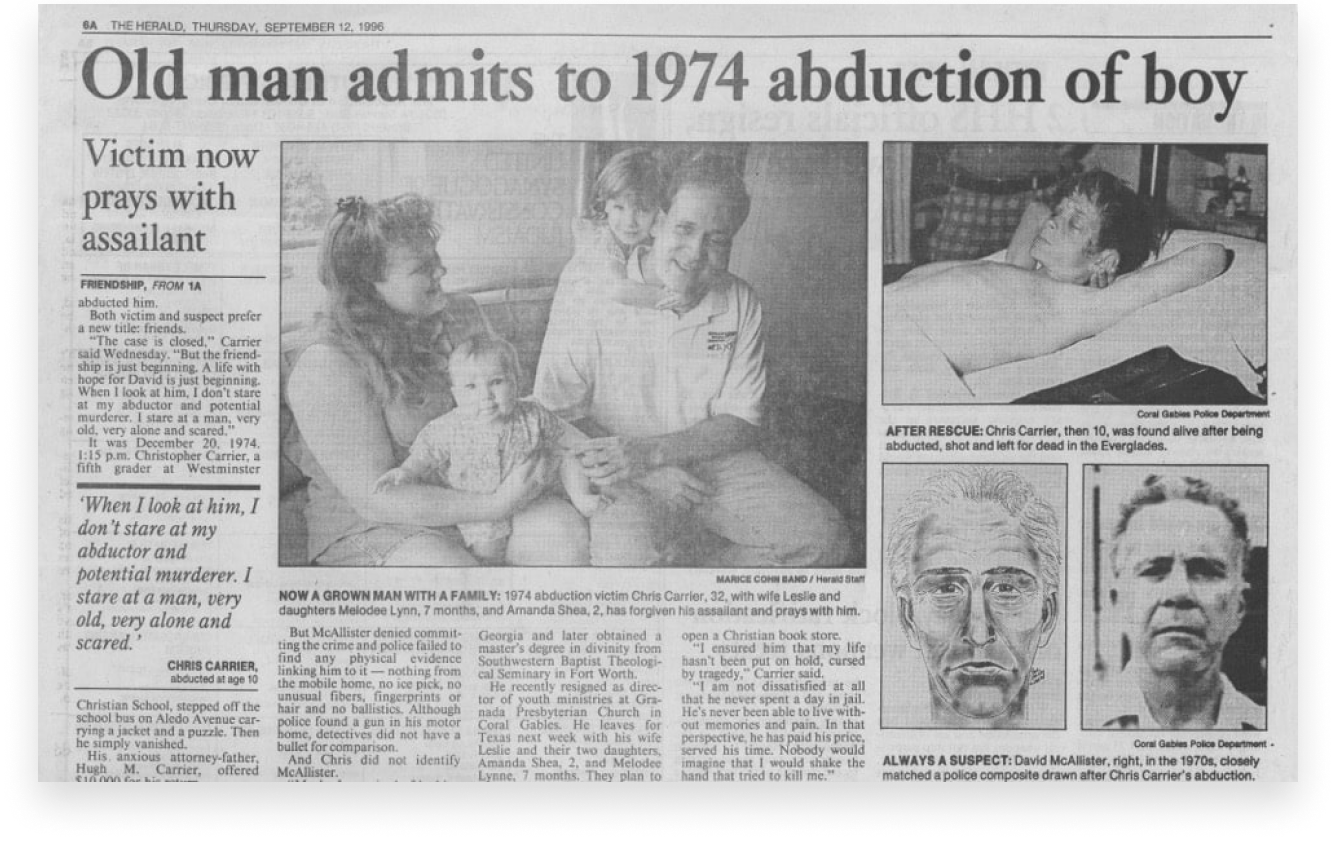 6A THE HERALD, THURSDAY, SEPTEMBER 12, 1996
Old man admits to 1974 abduction of boy
Victim now
prays with
assailant
FRIENDSHIP, FROM 1A
abducted him.
Both victim and suspect prefer
a new title: friends.
“The case is closed,” Carrier
said Wednesday. “But the friend-
ship is just beginning. A life with
hope for David is just beginning.
When I look at him, I don't stare
at my abductor and potential
murderer. I stare at a man, very
old, very alone and scared.”
It was December 20, 1974,
1:15 p.m. Christopher Carrier, a
fifth grader at Westminster
‘When I look at him, I
don't stare at my
abductor and
potential murderer. I
stare at a man, very
old, very alone and
scared.’
CHRIS CARRIER,
abducted at age 10
Christian School, stepped off the
school bus on Aledo Avenue car-
rying a jacket and a puzzle. Then
he simply vanished.
His anxious attorney-father,
Hugh M. Carrier, offered
$10,000 for his return.
MARICE COHN BAND / Herald Staff
NOW A GROWN MAN WITH A FAMILY: 1974 abduction victim Chris Carrier, 32, with wife Leslie and
daughters Melodee Lynn, 7 months, and Amanda Shea, 2, has forgiven his assailant and prays with him.
But McAllister denied commit-
ting the crime and police failed to
find any physical evidence
linking him to it — nothing from
the mobile home, no ice pick, no
unusual fibers, fingerprints or
hair and no ballistics. Although
police found a gun in his motor
home, detectives did not have a
bullet for comparison.
And Chris did not identify
McAllister.
Georgia and later obtained a
master's degree in divinity from
Southwestern Baptist Theologi-
cal Seminary in Fort Worth.
He recently resigned as direc-
tor of youth ministries at Gra-
nada Presbyterian Church in
Coral Gables. He leaves for
Texas next week with his wife
Leslie and their two daughters,
Amanda Shea, 2, and Melodee
Lynne, 7 months. They plan to
open a Christian book store.
“I ensured him that my life
hasn't been put on hold, cursed
by tragedy,” Carrier said.
“I am not dissatisfied at all
that he never spent a day in jail.
He's never been able to live with-
out memories and pain. In that
perspective, he has paid his price,
served his time. Nobody would
imagine that I would shake the
hand that tried to kill me.”
Coral Gables Police Department
AFTER RESCUE: Chris Carrier, then 10, was found alive after being
abducted, shot and left for dead in the Everglades.
Coral Gables Police Department
ALWAYS A SUSPECT: David McAllister, right, in the 1970s, closely
matched a police composite drawn after Chris Carrier's abduction.